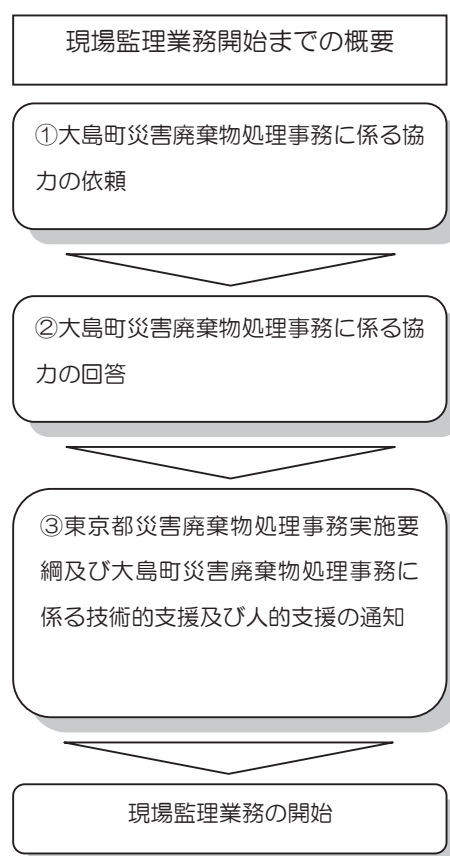 現場監理業務開始までの概要
①大島町災害廃棄物処理事務に係る協
力の依頼
②大島町災害廃棄物処理事務に係る協
力の回答
③東京都災害廃棄物処理事務実施要
綱及び大島町災害廃棄物処理事務に
係る技術的支援及び人的支援の通知
現場監理業務の開始